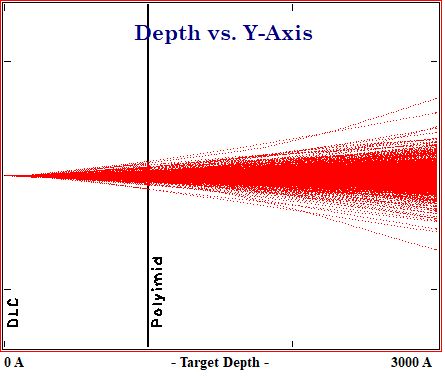 Depth vs. Y-Axis
DLC
Polyimid
0 A
- Target Depth -
3000 A